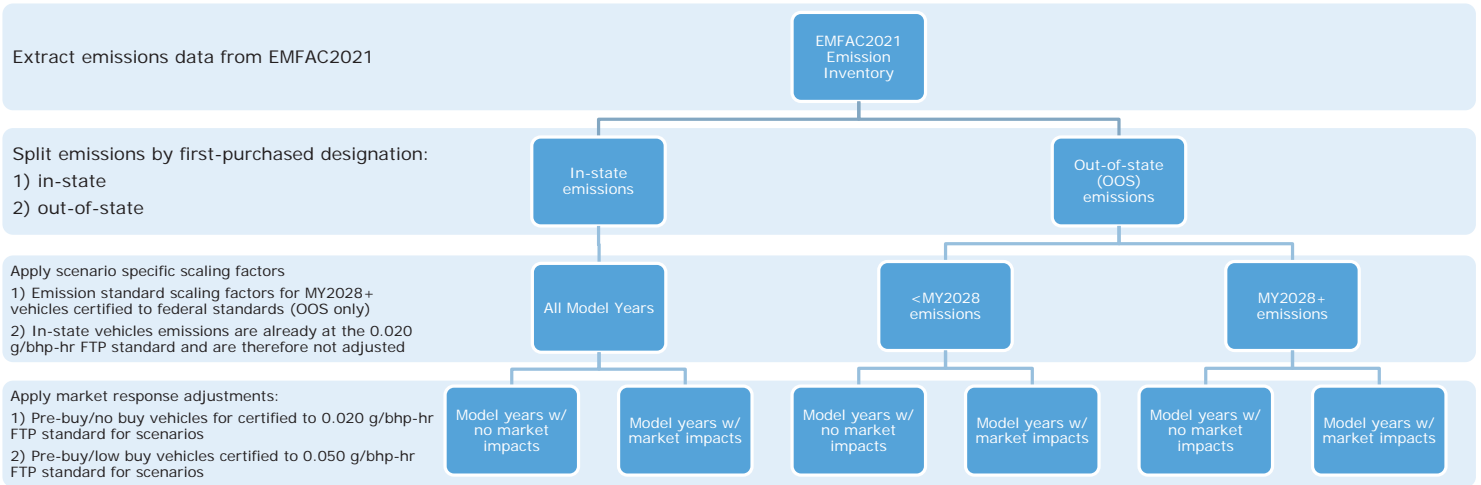 Extract emissions data from EMFAC2021
EMFAC2021
Emission
Inventory
Split emissions by first-purchased designation:
1) in-state
2) out-of-state
In-state
emissions
Out-of-state
(OOS)
emissions
Apply scenario specific scaling factors
1) Emission standard scaling factors for MY2028+
vehicles certified to federal standards (OOS only)
2) In-state vehicles emissions are already at the 0.020
g/bhp-hr FTP standard and are therefore not adjusted
All Model Years
<MY2028
emissions
MY2028+
emissions
Apply market response adjustments:
1) Pre-buy/no buy vehicles for certified to 0.020 g/bhp-hr
FTP standard for scenarios
2) Pre-buy/low buy vehicles certified to 0.050 g/bhp-hr
FTP standard for scenarios
Model years w/
no market
impacts
Model years w/
market impacts
Model years w/
no market
impacts
Model years w/
market impacts
Model years w/
no market
impacts
Model years w/
market impacts